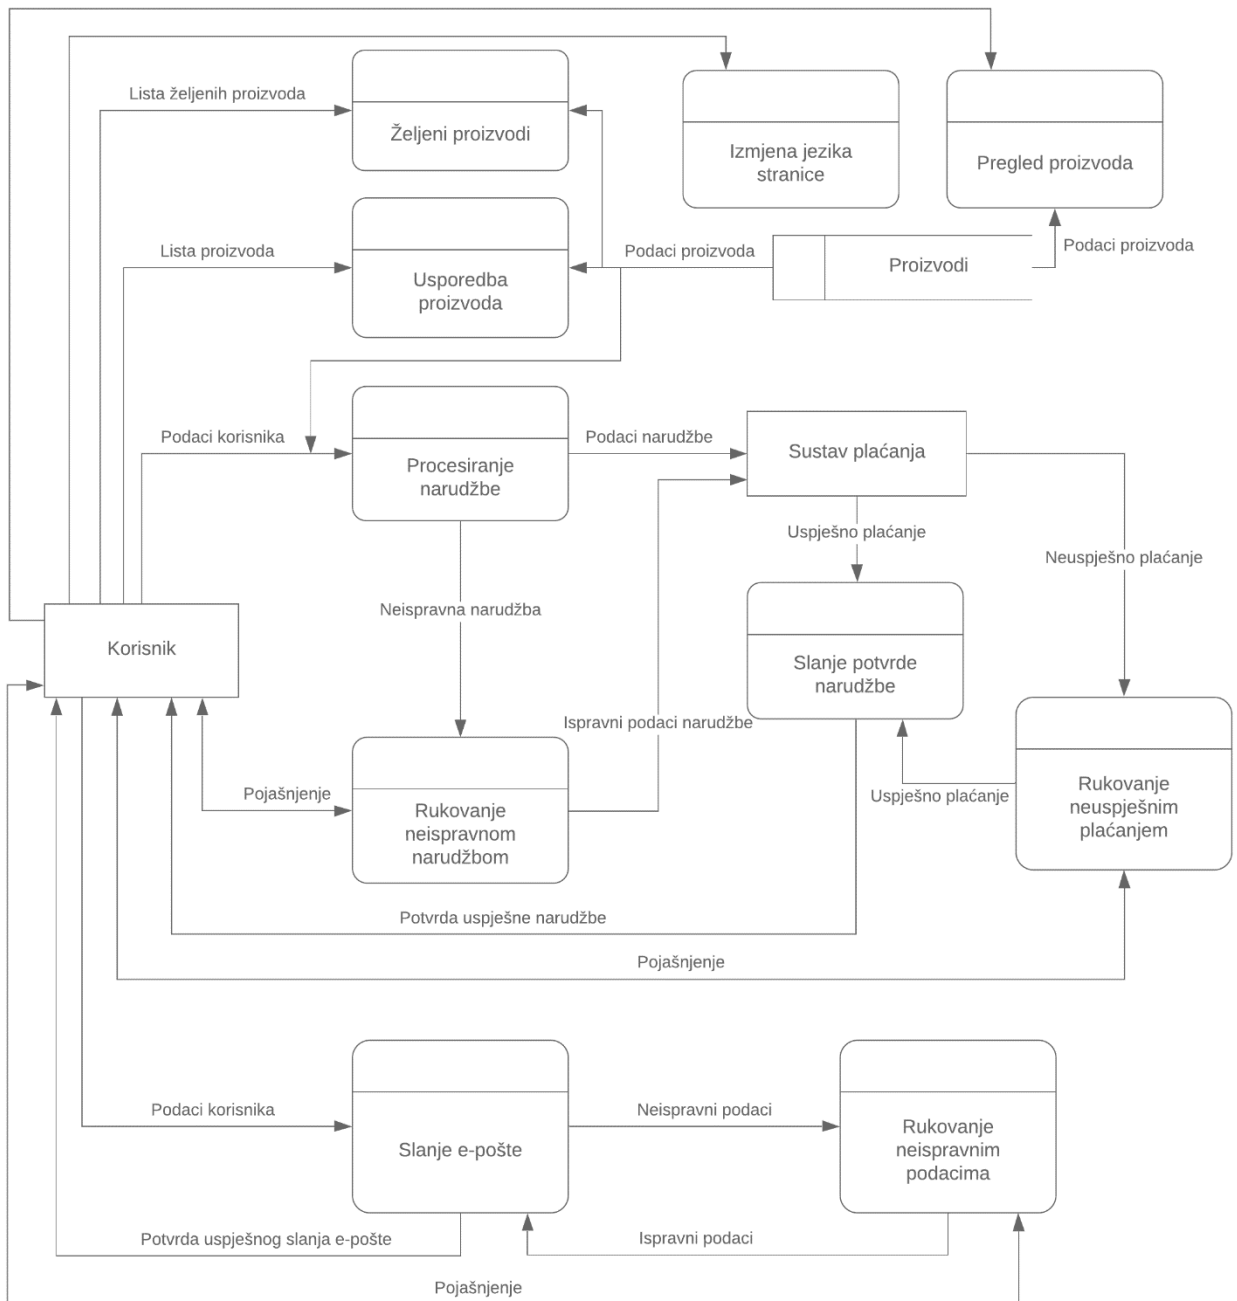 Lista željenih proizvoda
Željeni proizvodi
Izmjena jezika
stranice
Pregled proizvoda
Lista proizvoda
Usporedba
proizvoda
Podaci proizvoda
Proizvodi
Podaci proizvoda
Podaci korisnika
Procesiranje
narudžbe
Podaci narudžbe
Sustav plaćanja
Uspješno plaćanje
Neuspješno plaćanje
Neispravna narudžba
Korisnik
Slanje potvrde
narudžbe
Ispravni podaci narudžbe
Pojašnjenje
Rukovanje
neispravnom
narudžbom
Uspješno plaćanje
Rukovanje
neuspješnim
plaćanjem
Potvrda uspješne narudžbe
Pojašnjenje
Podaci korisnika
Slanje e-pošte
Neispravni podaci
Rukovanje
neispravnim
podacima
Potvrda uspješnog slanja e-pošte
Ispravni podaci
Pojašnjenje